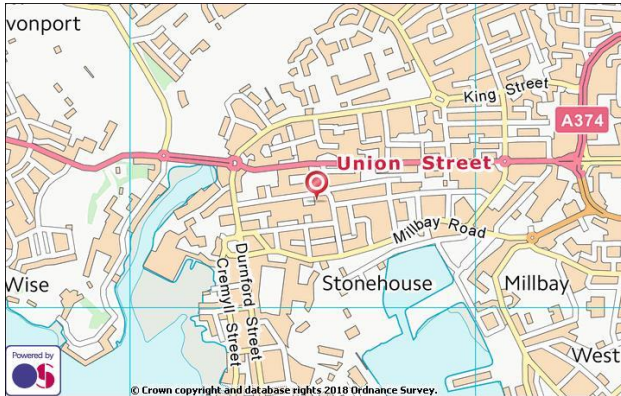 vonport
King Street
A374
Union Street
Millbay Road
Durnford Street
Cremyll Street
Wise
Stonehouse
Millbay
West
Powered by
OS
© Crown copyright and database rights 2018 Ordnance Survey.